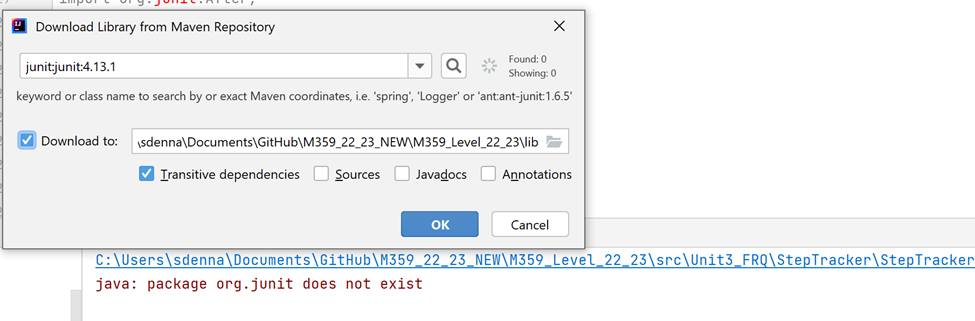 import org.junit.After;
Download Library from Maven Repository
junit:junit:4.13.1
Found: 0
Showing: 0
keyword or class name to search by or exact Maven coordinates, i.e. 'spring', 'Logger' or 'ant:ant-junit:1.6.5'
Download to:
\sdenna\Documents\GitHub\M359_22_23_NEW\M359_Level_22_23\lib
Transitive dependencies
Sources
Javadocs
Annotations
OK
Cancel
C:\Users\sdenna\Documents\GitHub\M359_22_23_NEW\M359_Level_22_23\src\Unit3_FRQ\StepTracker\StepTracker
java: package org.junit does not exist